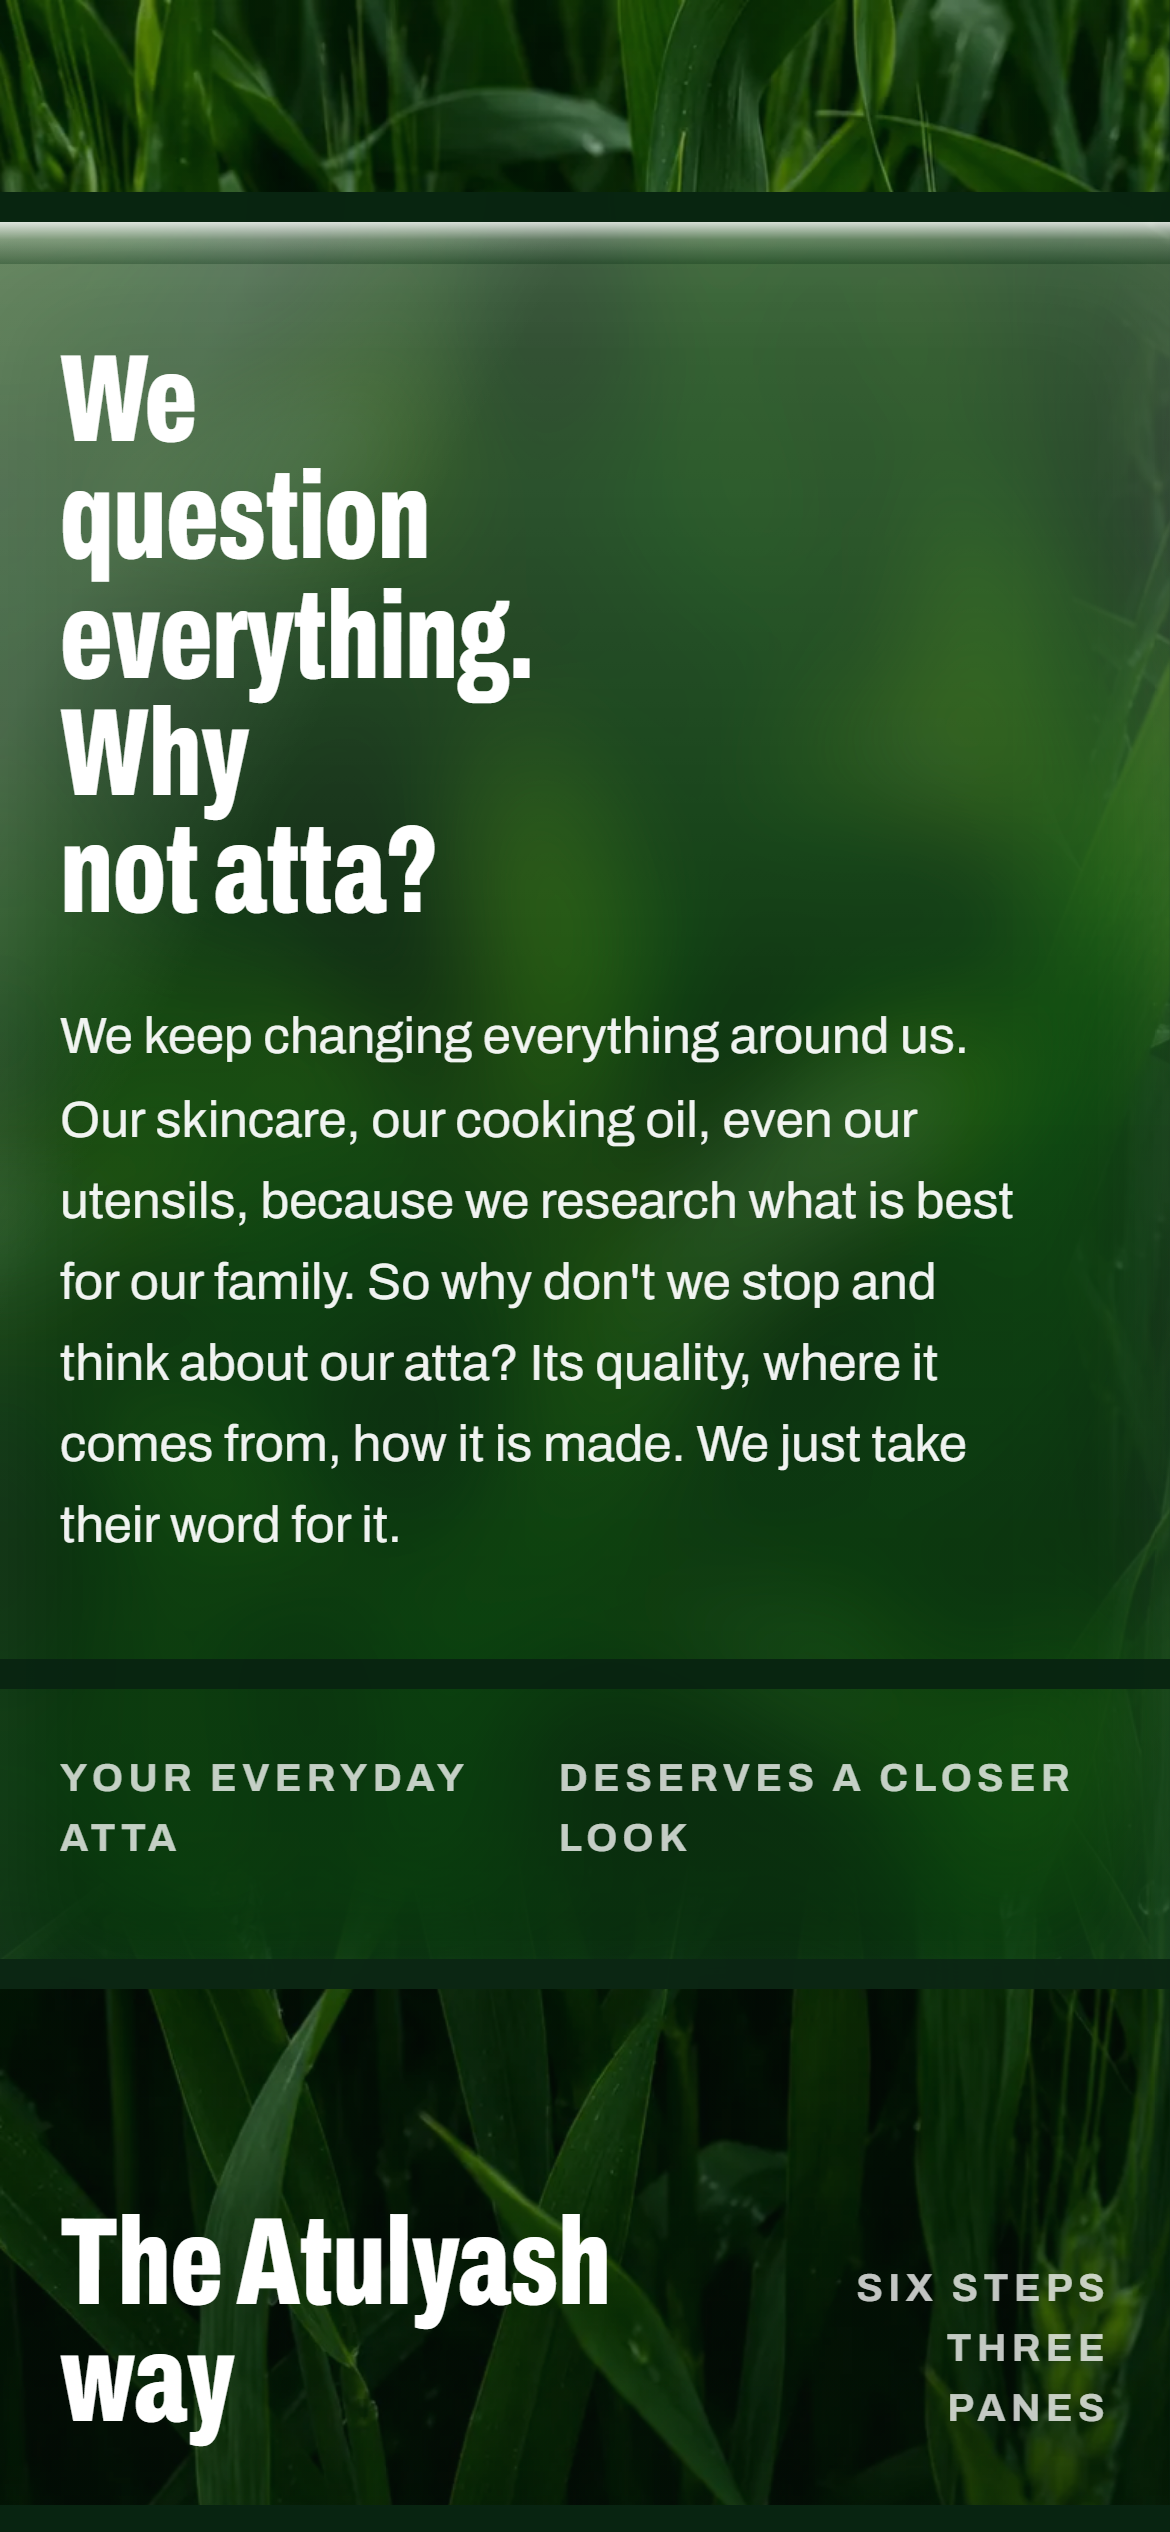 We
question
everything.
Why
not atta?
We keep changing everything around us.
Our skincare, our cooking oil, even our
utensils, because we research what is best
for our family. So why don't we stop and
think about our atta? Its quality, where it
comes from, how it is made. We just take
their word for it.
YOUR EVERYDAY
ATTA
DESERVES A CLOSER
LOOK
The Atulyash
way
SIX STEPS
THREE
PANES